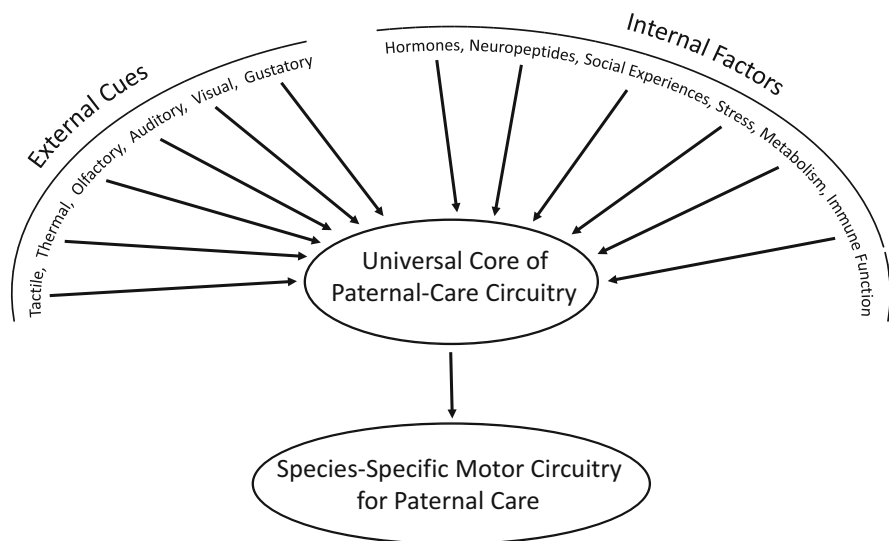 External Cues
Tactile, Thermal, Olfactory, Auditory, Visual, Gustatory
Internal Factors
Hormones, Neuropeptides, Social Experiences, Stress, Metabolism, Immune Function
Universal Core of
Paternal-Care Circuitry
Species-Specific Motor Circuitry
for Paternal Care